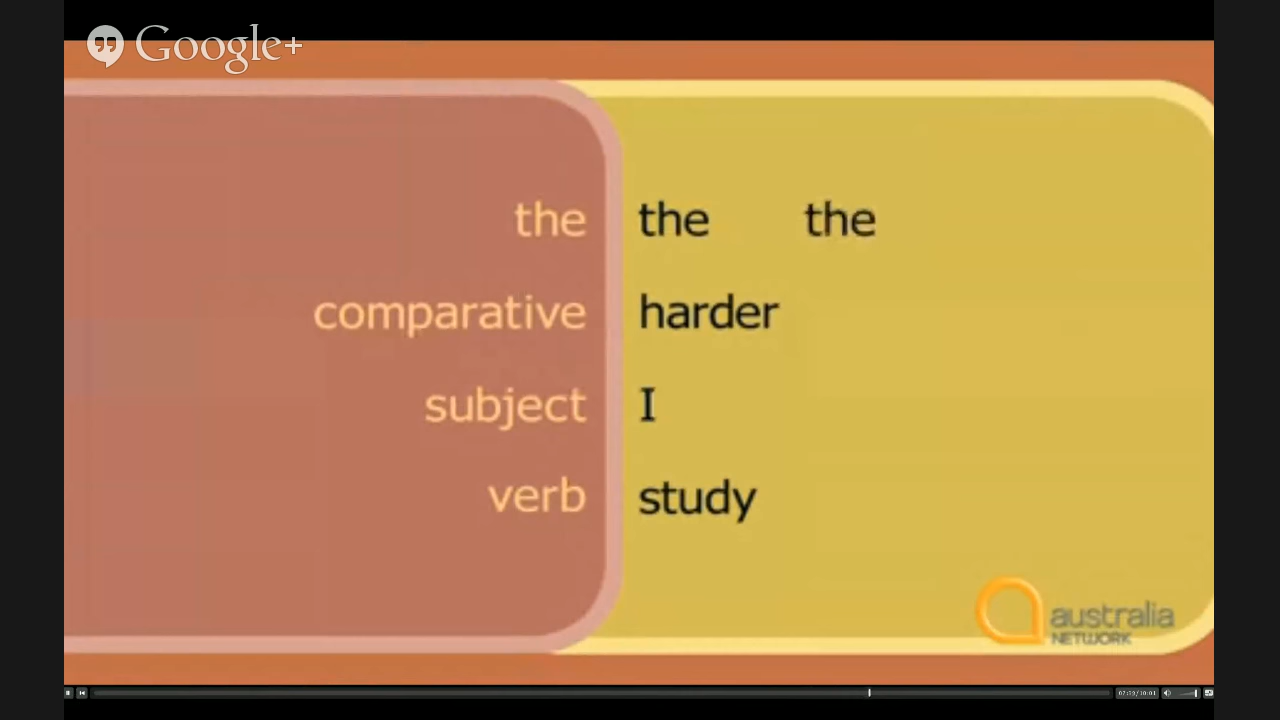 Google+
the the the
comparative harder
subject I
verb study
australia
NETWORK